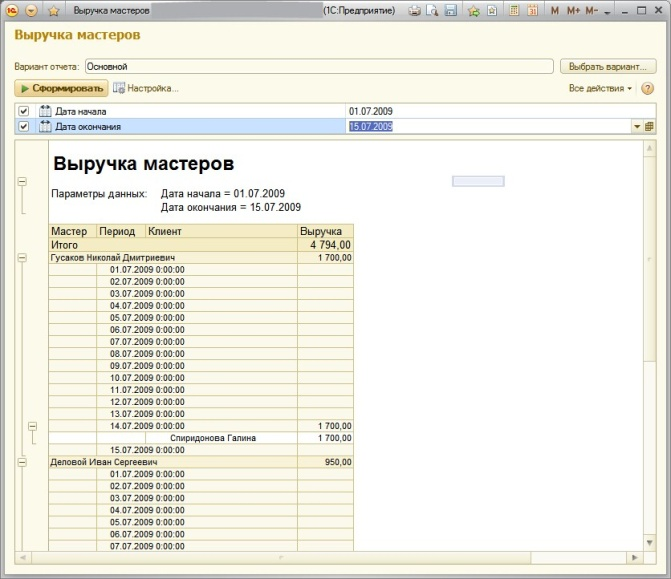 Выручка мастеров (1С:Предприятие) M M+ M-
Выручка мастеров
Вариант отчета: Основной Выбрать вариант...
Сформировать Настройка... Все действия ?
Дата начала 01.07.2009
Дата окончания 15.07.2009
Выручка мастеров
Параметры данных: Дата начала = 01.07.2009
Дата окончания = 15.07.2009
Мастер Период Клиент Выручка
Итого 4 794,00
Гусаков Николай Дмитриевич 1 700,00
01.07.2009 0:00:00
02.07.2009 0:00:00
03.07.2009 0:00:00
04.07.2009 0:00:00
05.07.2009 0:00:00
06.07.2009 0:00:00
07.07.2009 0:00:00
08.07.2009 0:00:00
09.07.2009 0:00:00
10.07.2009 0:00:00
11.07.2009 0:00:00
12.07.2009 0:00:00
13.07.2009 0:00:00
14.07.2009 0:00:00 1 700,00
Спиридонова Галина 1 700,00
15.07.2009 0:00:00
Деловой Иван Сергеевич 950,00
01.07.2009 0:00:00
02.07.2009 0:00:00
03.07.2009 0:00:00
04.07.2009 0:00:00
05.07.2009 0:00:00
06.07.2009 0:00:00
07.07.2009 0:00:00